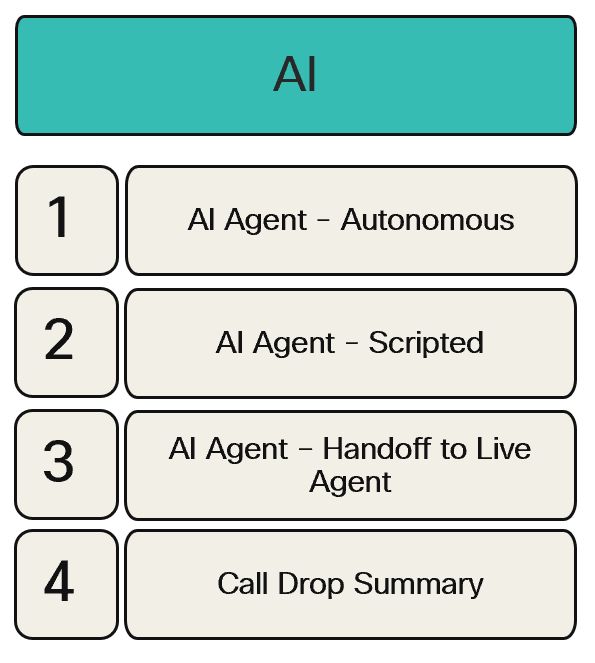 AI
1
AI Agent - Autonomous
2
AI Agent - Scripted
3
AI Agent - Handoff to Live
Agent
4
Call Drop Summary